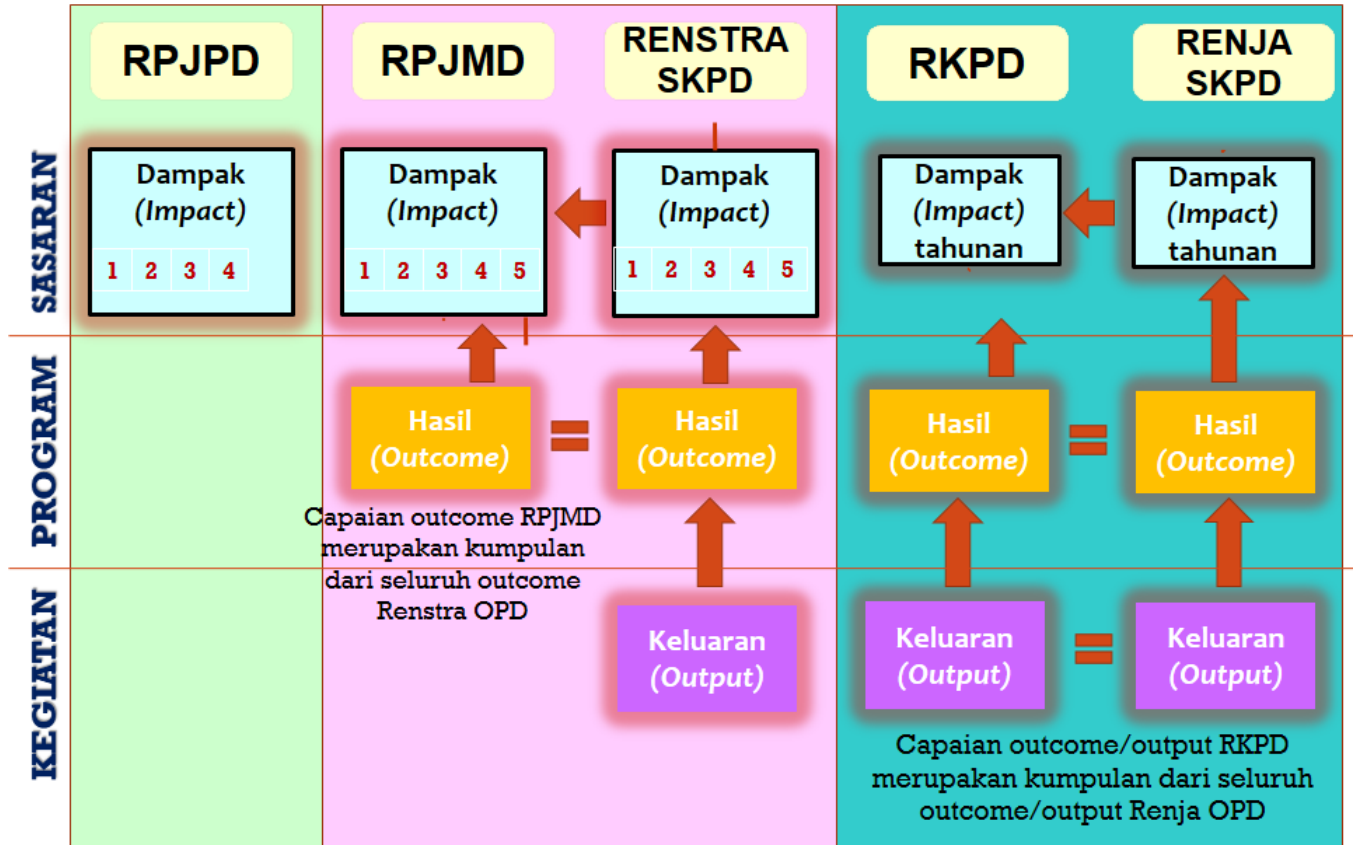 RPJPD
RPJMD
RENSTRA
SKPD
RKPD
RENJA
SKPD
SASARAN
Dampak
(Impact)
1 2 3 4
Dampak
(Impact)
1 2 3 4 5
Dampak
(Impact)
1 2 3 4 5
Dampak
(Impact)
tahunan
Dampak
(Impact)
tahunan
PROGRAM
Hasil
(Outcome)
=
Hasil
(Outcome)
Hasil
(Outcome)
=
Hasil
(Outcome)
Capaian outcome RPJMD
merupakan kumpulan
dari seluruh outcome
Renstra OPD
KEGIATAN
Keluaran
(Output)
Keluaran
(Output)
=
Keluaran
(Output)
Capaian outcome/output RKPD
merupakan kumpulan dari seluruh
outcome/output Renja OPD